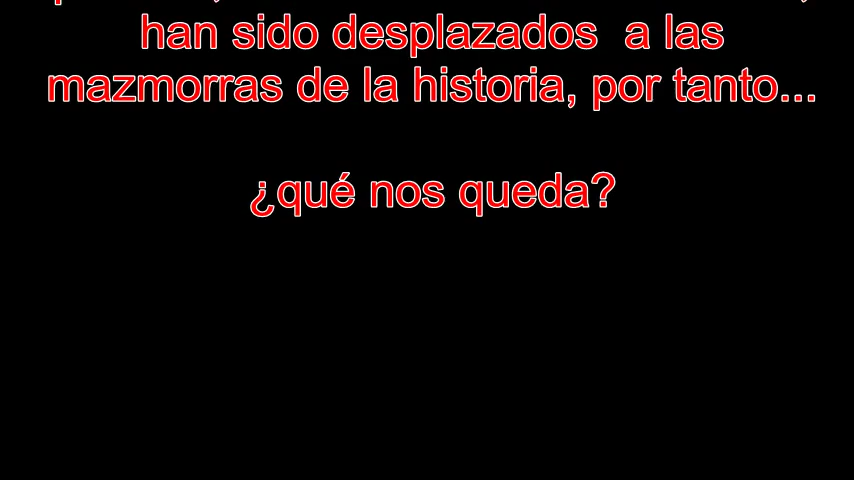 han sido desplazados  a las
mazmorras de la historia, por tanto...
¿qué nos queda?